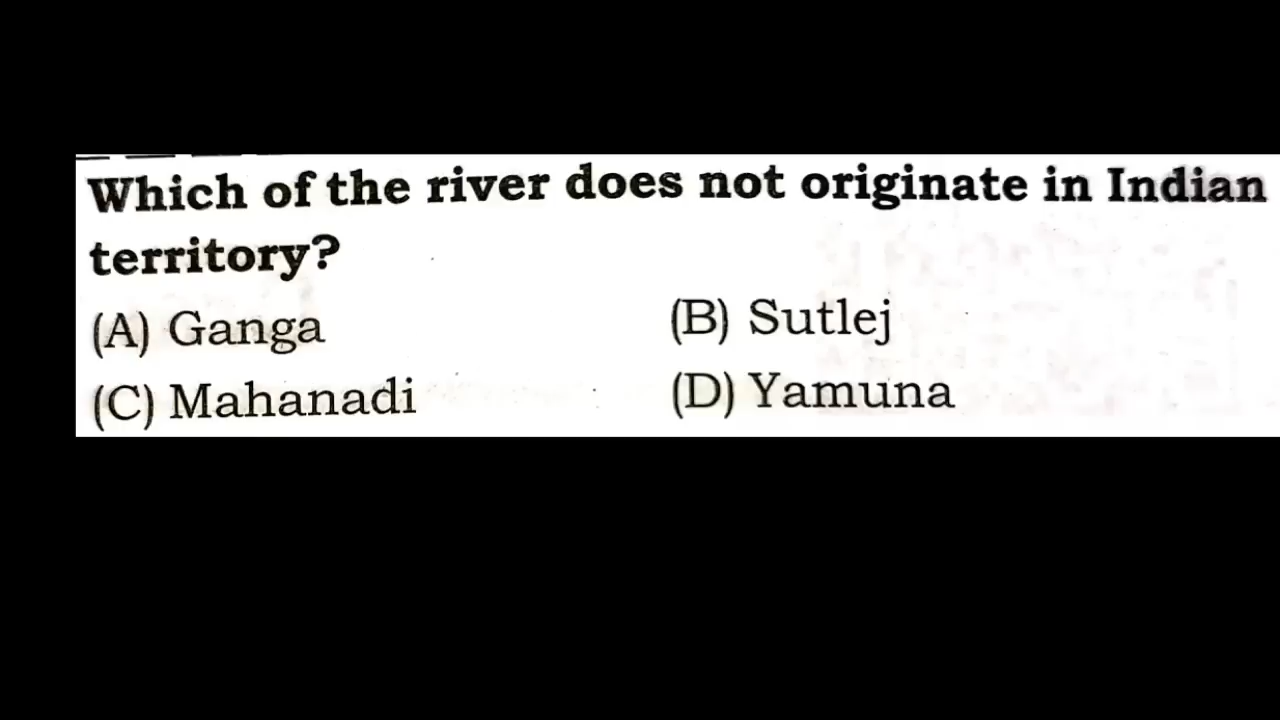 Which of the river does not originate in Indian
territory?
(A) Ganga (B) Sutlej
(C) Mahanadi (D) Yamuna